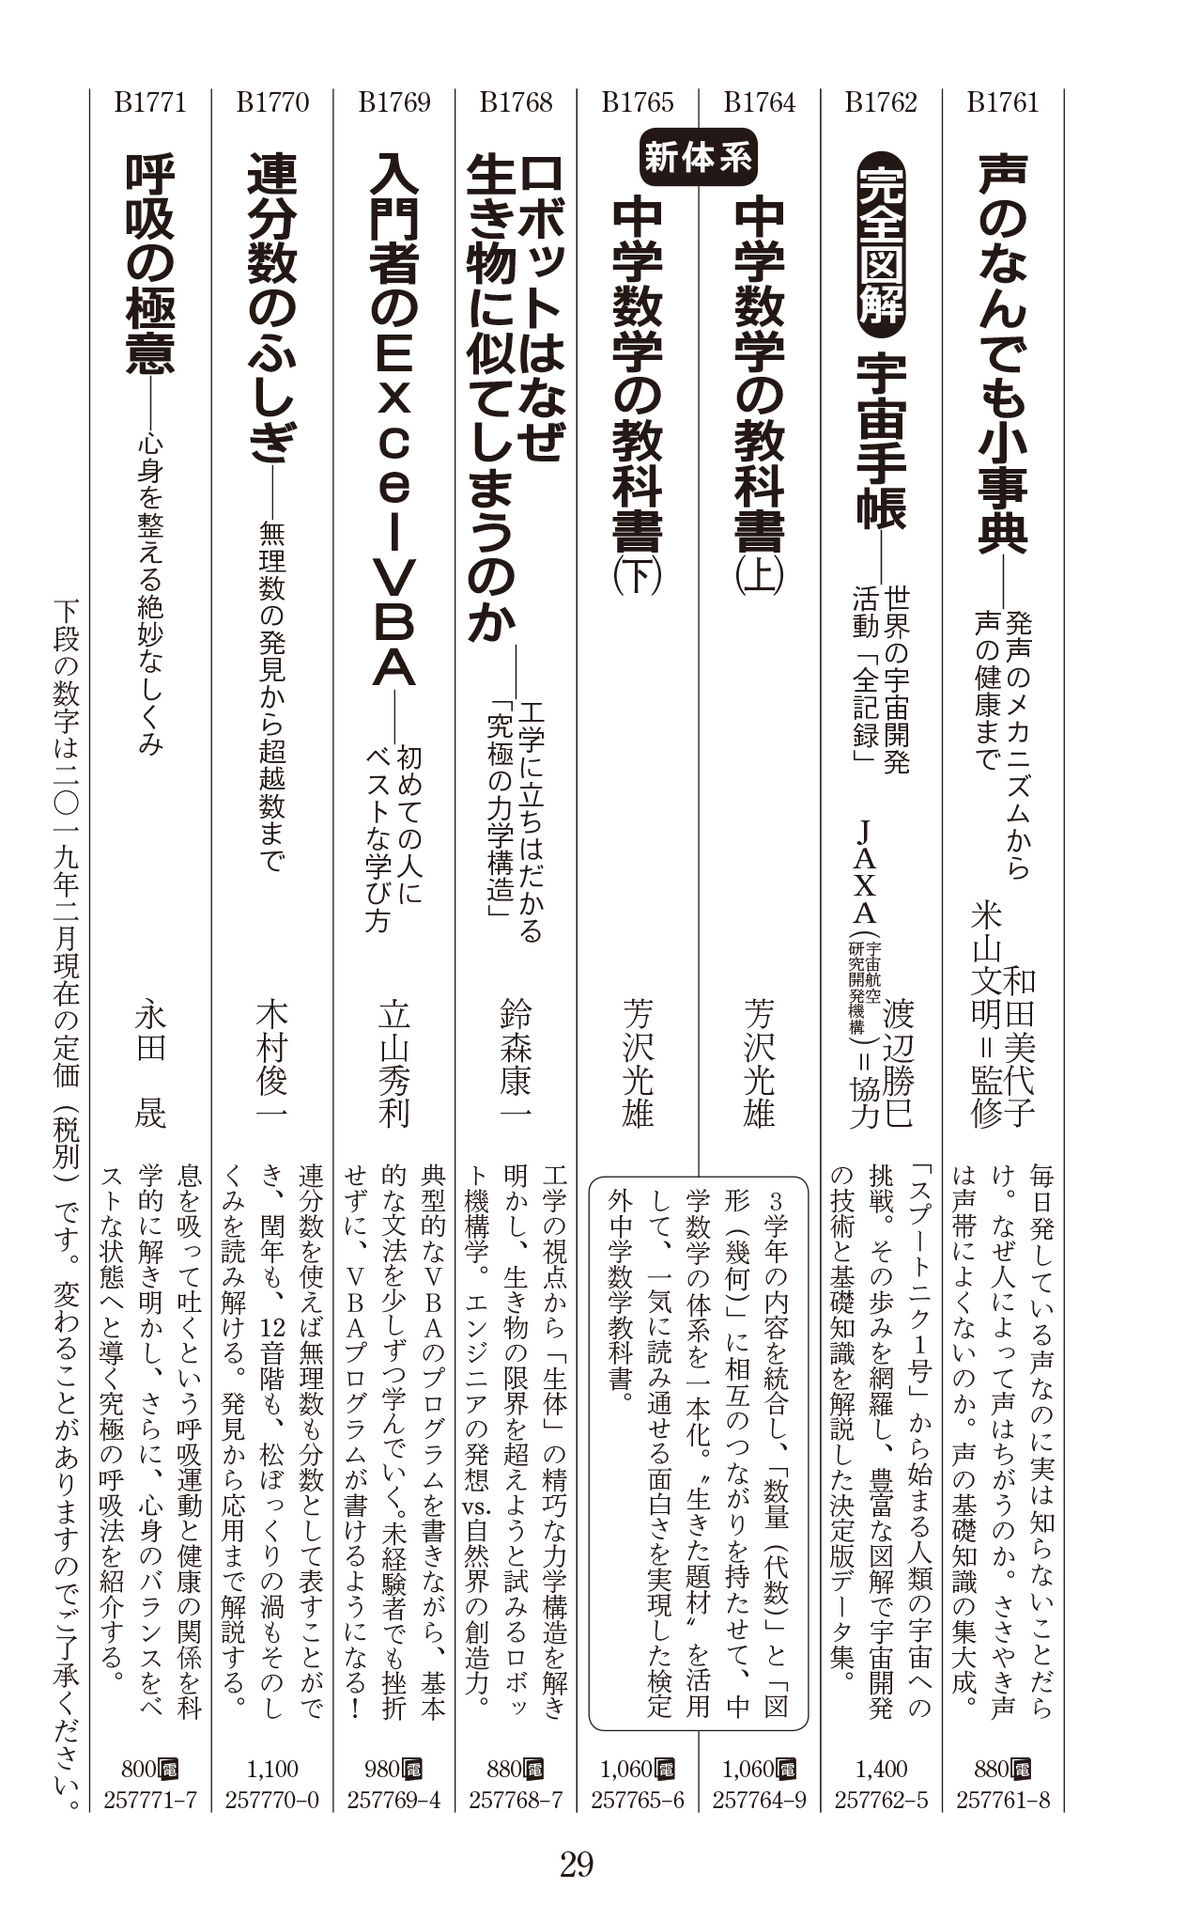 B1761
声のなんでも小事典
――発声のメカニズムから
声の健康まで
和田美代子
米山文明＝監修
毎日発している声なのに実は知らないことだら
け。なぜ人によって声はちがうのか。ささやき声
は声帯によくないのか。声の基礎知識の集大成。
880電
257761-8
B1762
完全図解 宇宙手帳
――世界の宇宙開発
活動「全記録」
渡辺勝巳
JAXA（宇宙航空
研究開発機構）＝協力
「スプートニク1号」から始まる人類の宇宙への
挑戦。その歩みを網羅し、豊富な図解で宇宙開発
の技術と基礎知識を解説した決定版データ集。
1,400
257762-5
新体系
B1764
中学数学の教科書（上）
芳沢光雄
B1765
中学数学の教科書（下）
芳沢光雄
3学年の内容を統合し、「数量（代数）」と「図
形（幾何）」に相互のつながりを持たせて、中
学数学の体系を一本化。〝生きた題材〟を活用
して、一気に読み通せる面白さを実現した検定
外中学数学教科書。
1,060電
257764-9
1,060電
257765-6
B1768
ロボットはなぜ
生き物に似てしまうのか
――工学に立ちはだかる
「究極の力学構造」
鈴森康一
工学の視点から「生体」の精巧な力学構造を解き
明かし、生き物の限界を超えようと試みるロボッ
ト機構学。エンジニアの発想vs.自然界の創造力。
880電
257768-7
B1769
入門者のExcelVBA
――初めての人に
ベストな学び方
立山秀利
典型的なVBAのプログラムを書きながら、基本
的な文法を少しずつ学んでいく。未経験者でも挫折
せずに、VBAプログラムが書けるようになる！
980電
257769-4
B1770
連分数のふしぎ
――無理数の発見から超越数まで
木村俊一
連分数を使えば無理数も分数として表すことがで
き、閏年も、12音階も、松ぼっくりの渦もそのし
くみを読み解ける。発見から応用まで解説する。
1,100
257770-0
B1771
呼吸の極意
――心身を整える絶妙なしくみ
永田　晟
息を吸って吐くという呼吸運動と健康の関係を科
学的に解き明かし、さらに、心身のバランスをベ
ストな状態へと導く究極の呼吸法を紹介する。
800電
257771-7
下段の数字は二〇一九年二月現在の定価（税別）です。変わることがありますのでご了承ください。
29